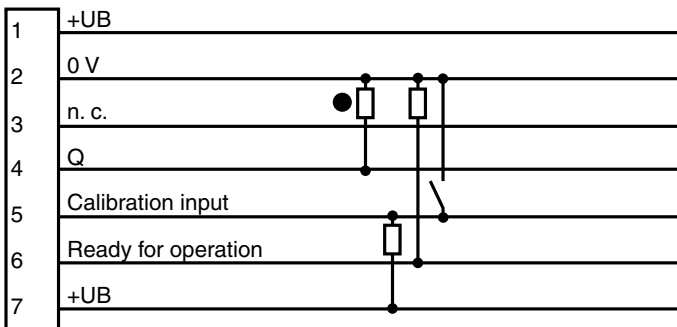 1 +UB
2 0 V
3 n. c.
4 Q
5 Calibration input
6 Ready for operation
7 +UB